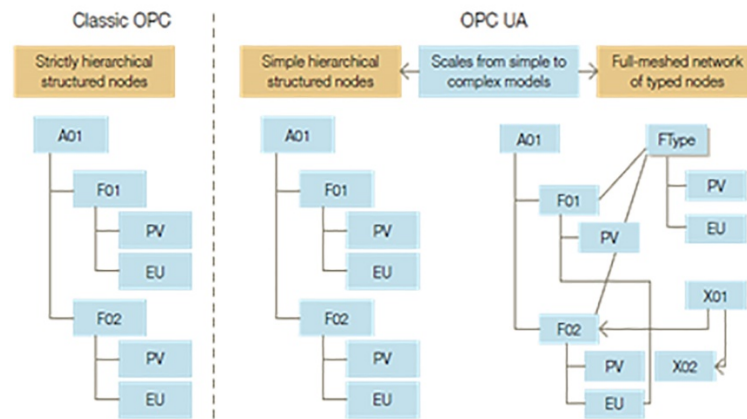 Classic OPC
OPC UA
Strictly hierarchical
structured nodes
Simple hierarchical
structured nodes
Scales from simple to
complex models
Full-meshed network
of typed nodes
A01
F01
PV
EU
F02
PV
EU
A01
F01
PV
EU
F02
PV
EU
A01
F01
PV
F02
PV
EU
FType
PV
EU
X01
X02